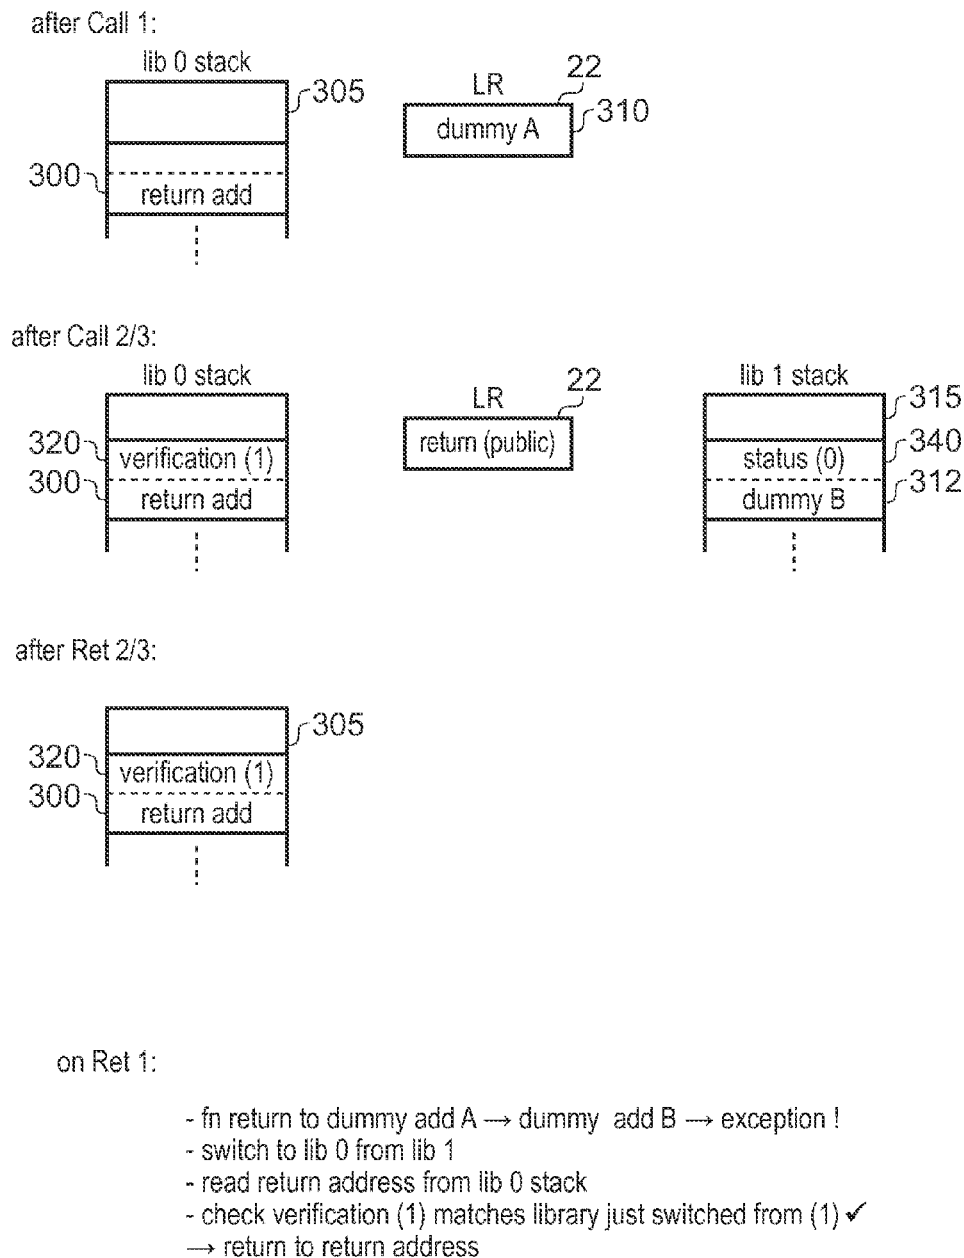 after Call 1:
lib 0 stack
305
LR
22
dummy A
310
300
return add
after Call 2/3:
lib 0 stack
320
verification (1)
300
return add
LR
22
return (public)
lib 1 stack
315
status (0)
340
dummy B
312
after Ret 2/3:
305
320
verification (1)
300
return add
on Ret 1:
- fn return to dummy add A → dummy add B → exception !
- switch to lib 0 from lib 1
- read return address from lib 0 stack
- check verification (1) matches library just switched from (1) ✓
→ return to return address